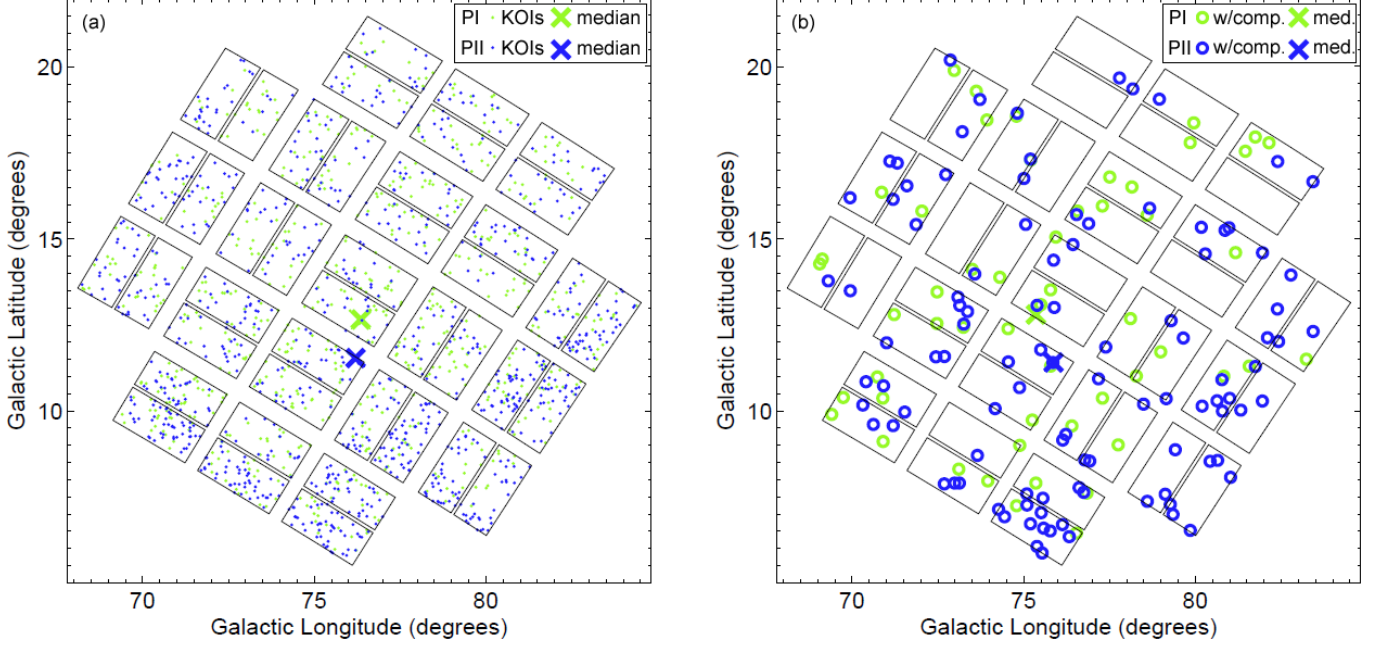 (a)
PI KOIs median
PII KOIs median
20
15
10
70
75
80
Galactic Latitude (degrees)
Galactic Longitude (degrees)
(b)
PI w/comp. med.
PII w/comp. med.
20
15
10
70
75
80
Galactic Latitude (degrees)
Galactic Longitude (degrees)